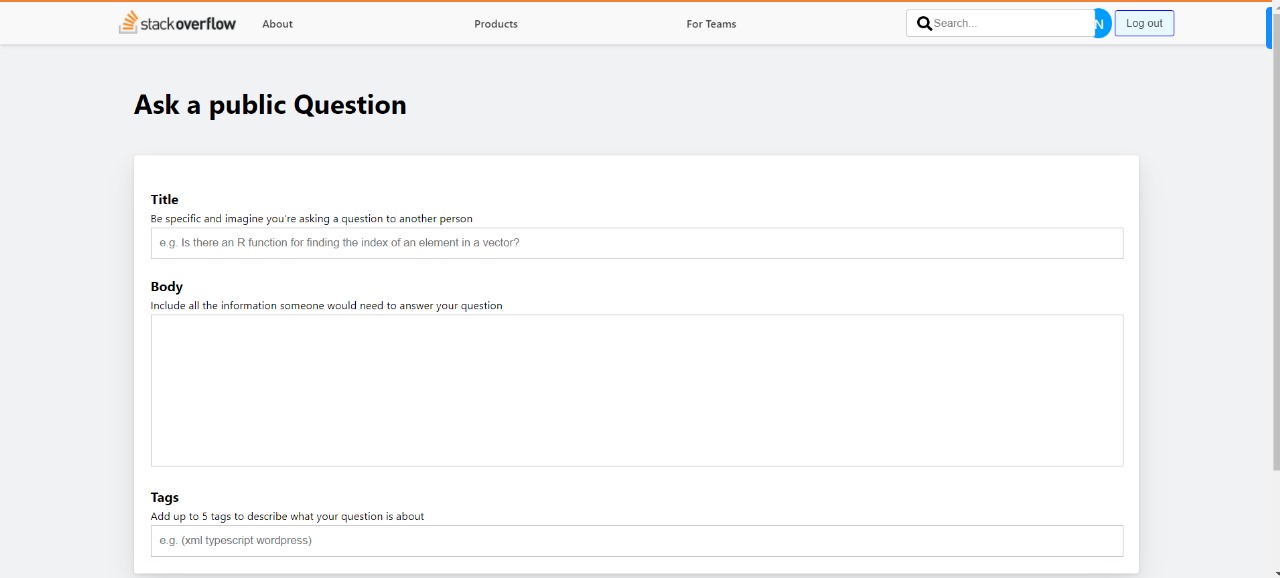 stackoverflow About Products For Teams Search... N Log out
Ask a public Question
Title
Be specific and imagine you're asking a question to another person
e.g. Is there an R function for finding the index of an element in a vector?
Body
Include all the information someone would need to answer your question
Tags
Add up to 5 tags to describe what your question is about
e.g. (xml typescript wordpress)